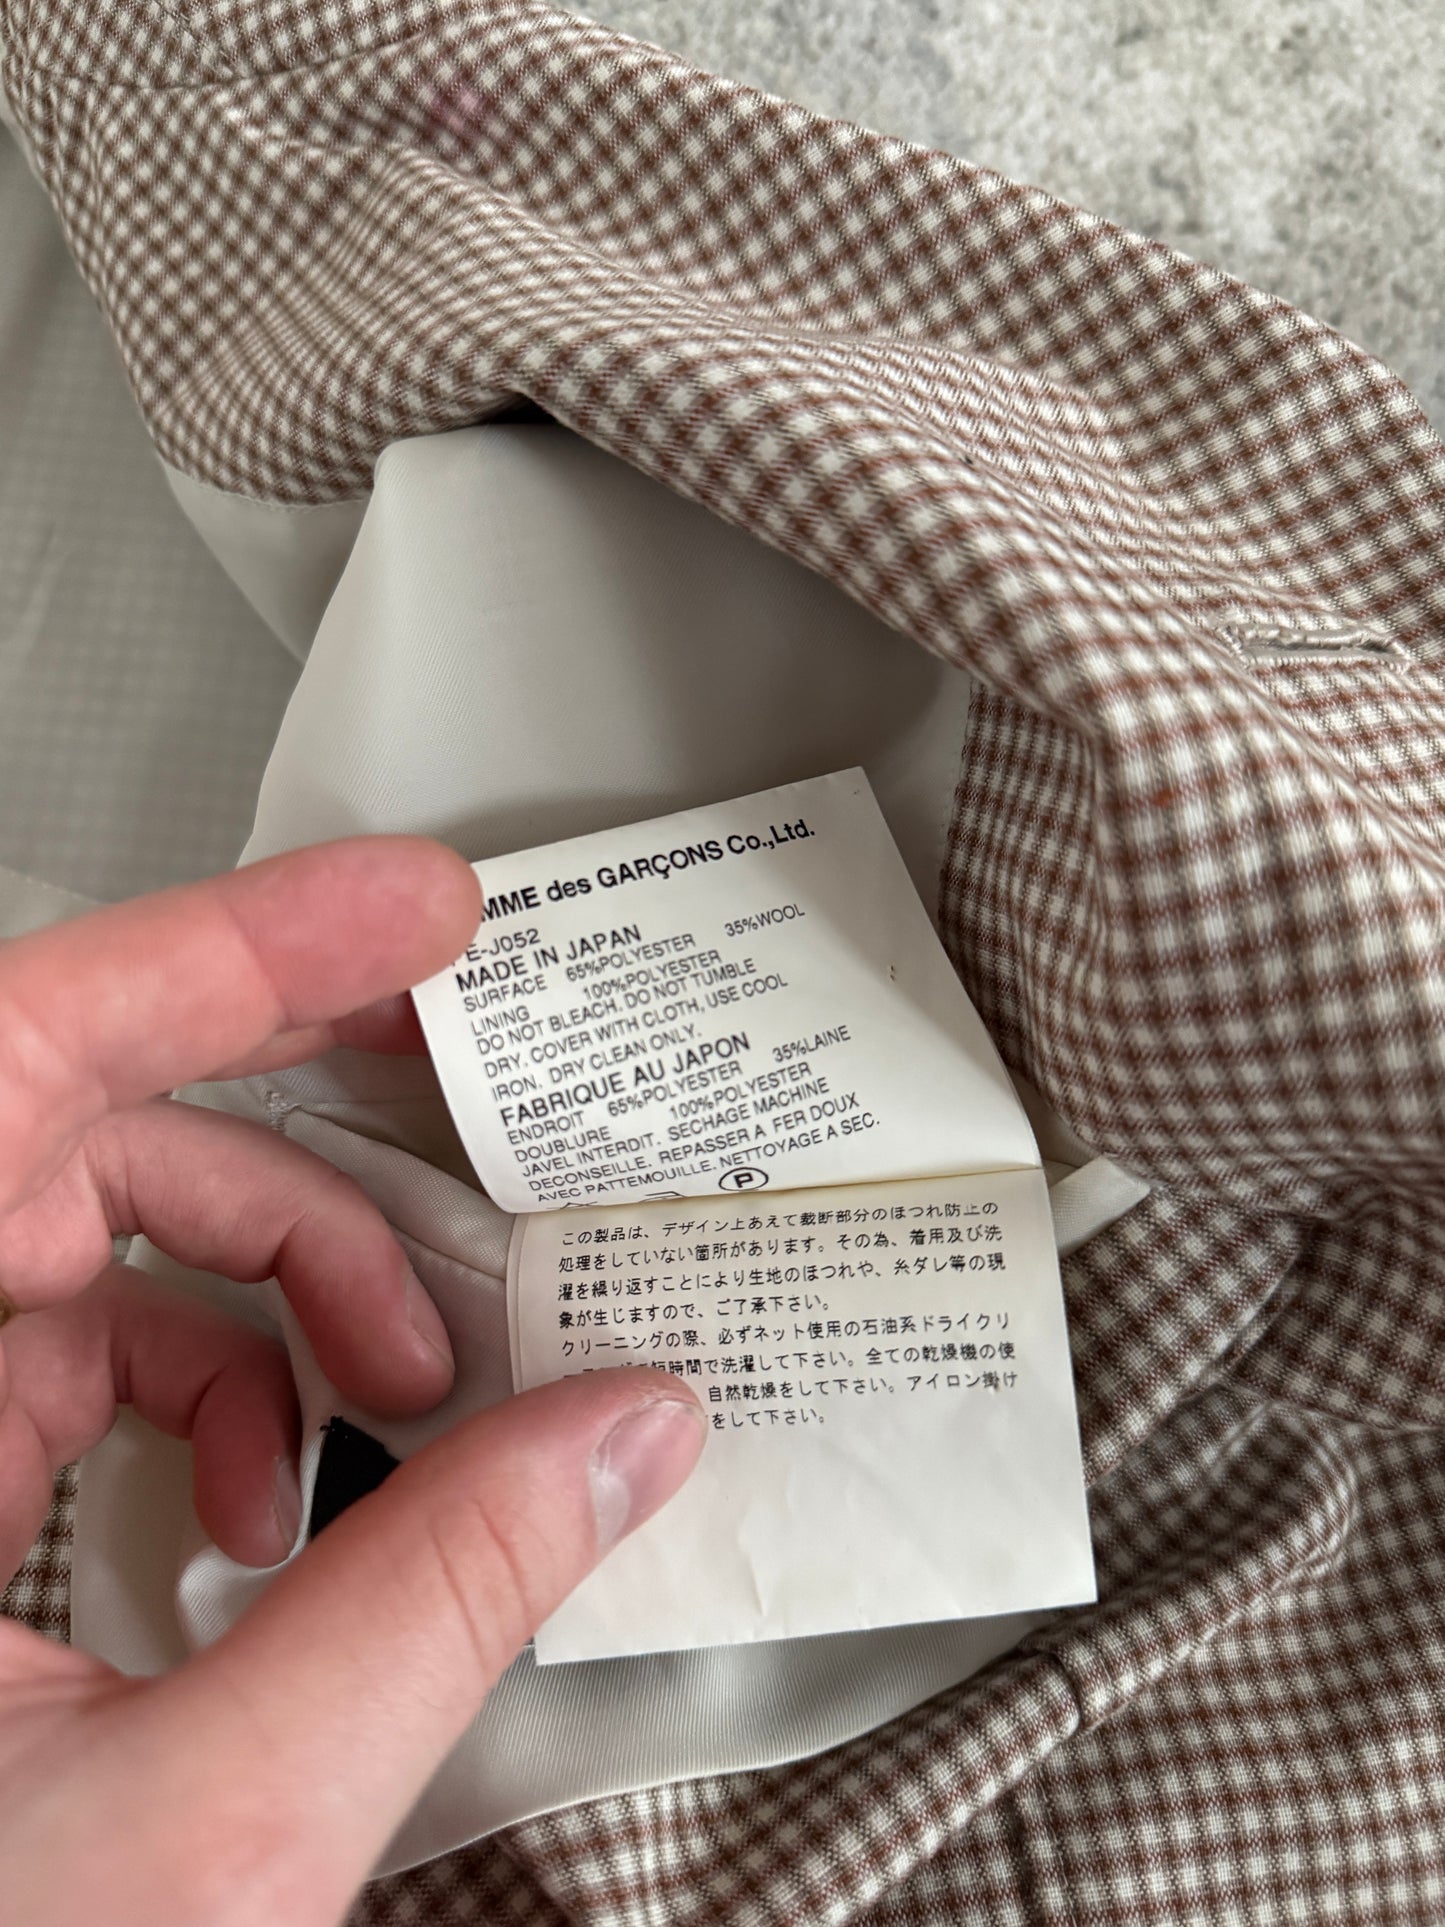 MME des GARÇONS Co.,Ltd.
E-J052
MADE IN JAPAN
SURFACE 65%POLYESTER 35%WOOL
LINING 100%POLYESTER
DO NOT BLEACH. DO NOT TUMBLE
DRY. COVER WITH CLOTH, USE COOL
IRON. DRY CLEAN ONLY.
FABRIQUE AU JAPON
ENDROIT 65%POLYESTER 35%LAINE
DOUBLURE 100%POLYESTER
JAVEL INTERDIT. SECHAGE MACHINE
DECONSEILLE. REPASSER A FER DOUX
AVEC PATTEMOUILLE. NETTOYAGE A SEC.
P
この製品は、デザイン上あえて裁断部分のほつれ防止の
処理をしていない箇所があります。その為、着用及び洗
濯を繰り返すことにより生地のほつれや、糸ダレ等の現
象が生じますので、ご了承下さい。
クリーニングの際、必ずネット使用の石油系ドライクリ
短時間で洗濯して下さい。全ての乾燥機の使
自然乾燥をして下さい。アイロン掛け
をして下さい。